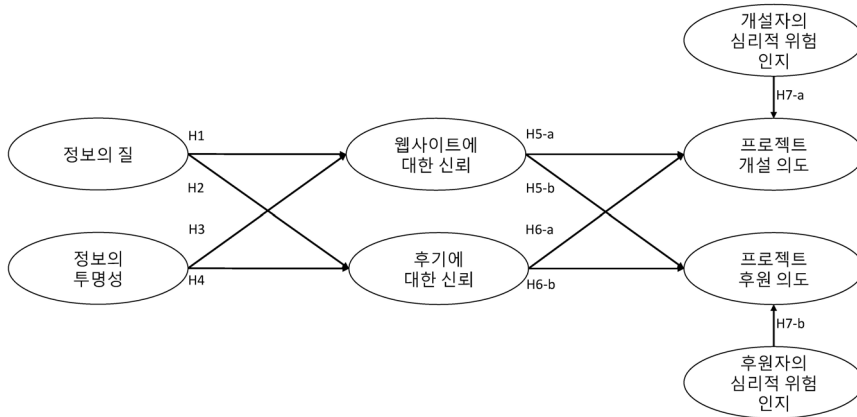 개설자의
심리적 위험
인지
H7-a
정보의 질
H1
H2
웹사이트에
대한 신뢰
H5-a
H5-b
프로젝트
개설 의도
정보의
투명성
H3
H4
후기에
대한 신뢰
H6-a
H6-b
프로젝트
후원 의도
H7-b
후원자의
심리적 위험
인지